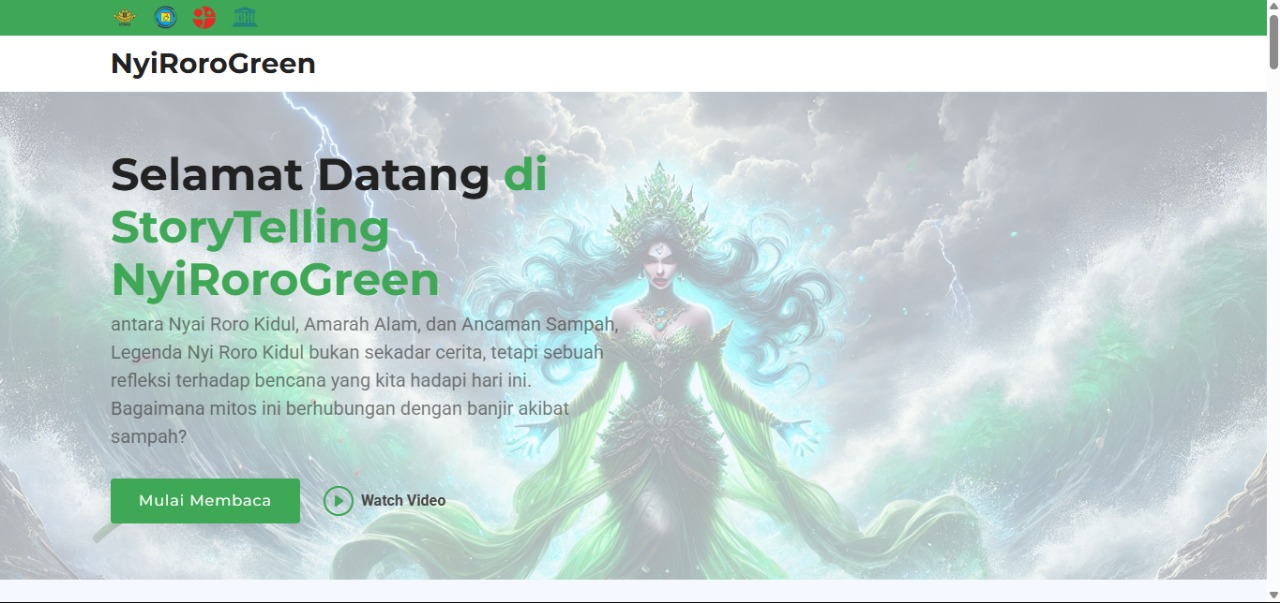 NyiRoroGreen
Selamat Datang di
StoryTelling
NyiRoroGreen
antara Nyai Roro Kidul, Amarah Alam, dan Ancaman Sampah,
Legenda Nyi Roro Kidul bukan sekadar cerita, tetapi sebuah
refleksi terhadap bencana yang kita hadapi hari ini.
Bagaimana mitos ini berhubungan dengan banjir akibat
sampah?
Mulai Membaca
Watch Video